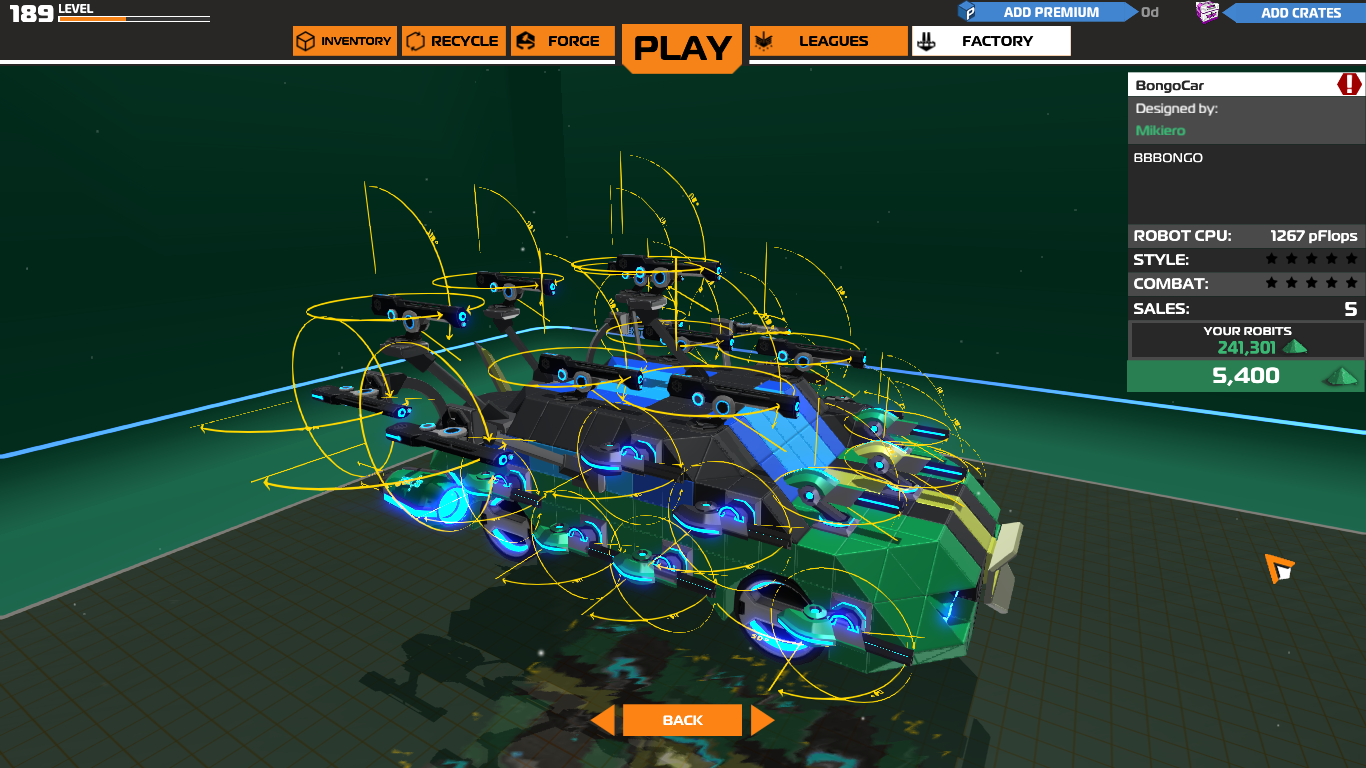 189 LEVEL
ADD PREMIUM 0d
ADD CRATES
INVENTORY
RECYCLE
FORGE
PLAY
LEAGUES
FACTORY
BongoCar
Designed by:
Mikiero
BBBONGO
ROBOT CPU: 1267 pFlops
STYLE:
COMBAT:
SALES: 5
YOUR ROBITS
241,301
5,400
BACK